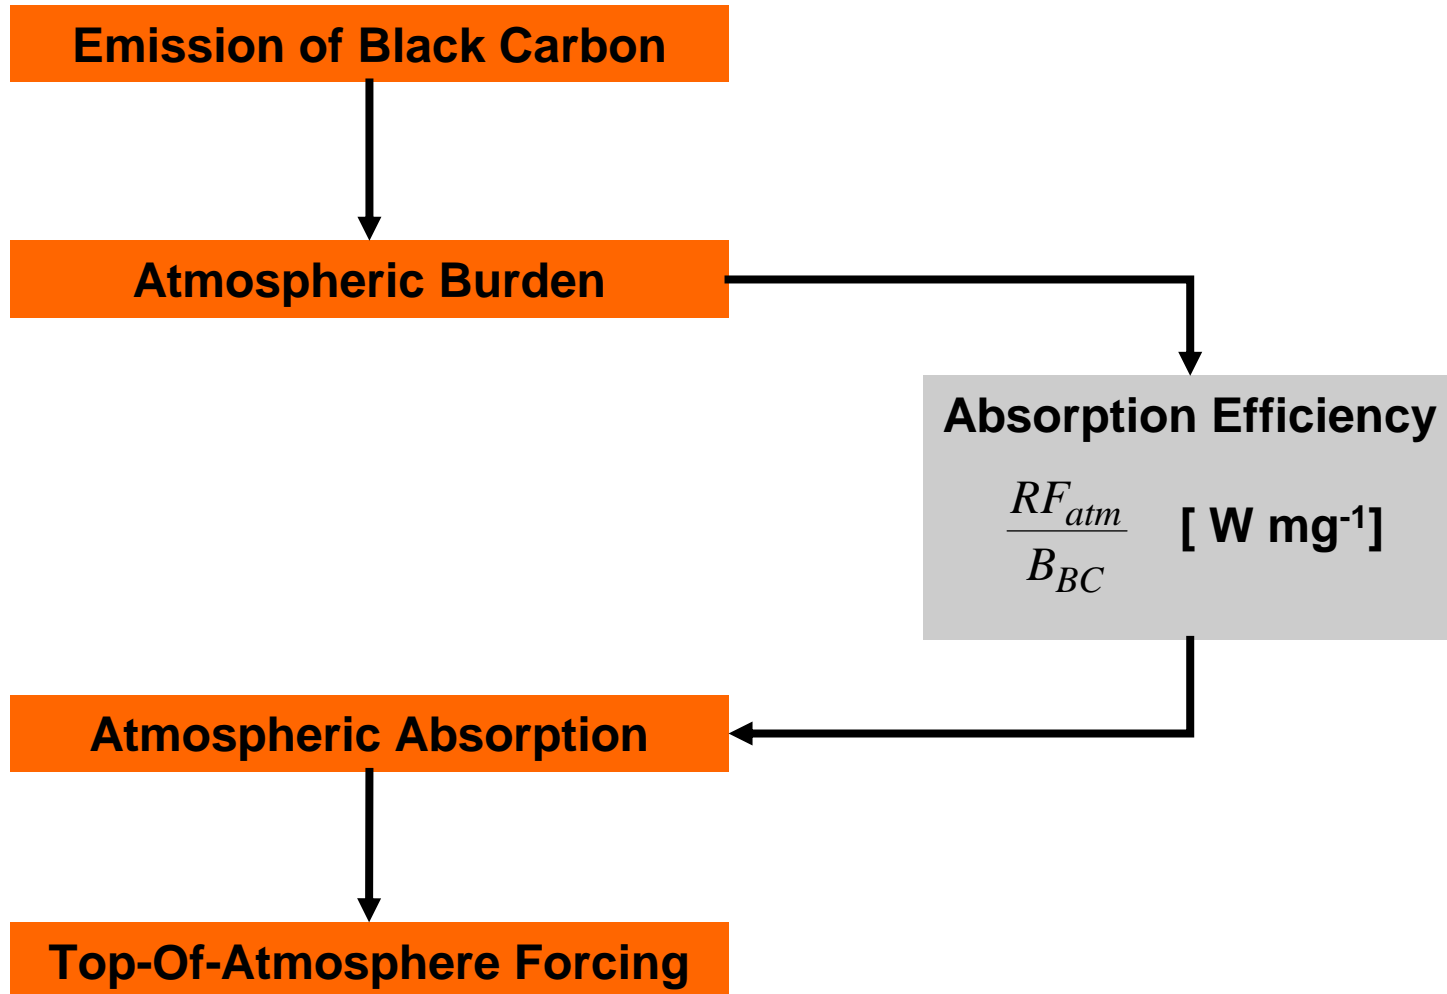 Emission of Black Carbon
Atmospheric Burden
Absorption Efficiency
RF_atm / B_BC [ W mg⁻¹]
Atmospheric Absorption
Top-Of-Atmosphere Forcing